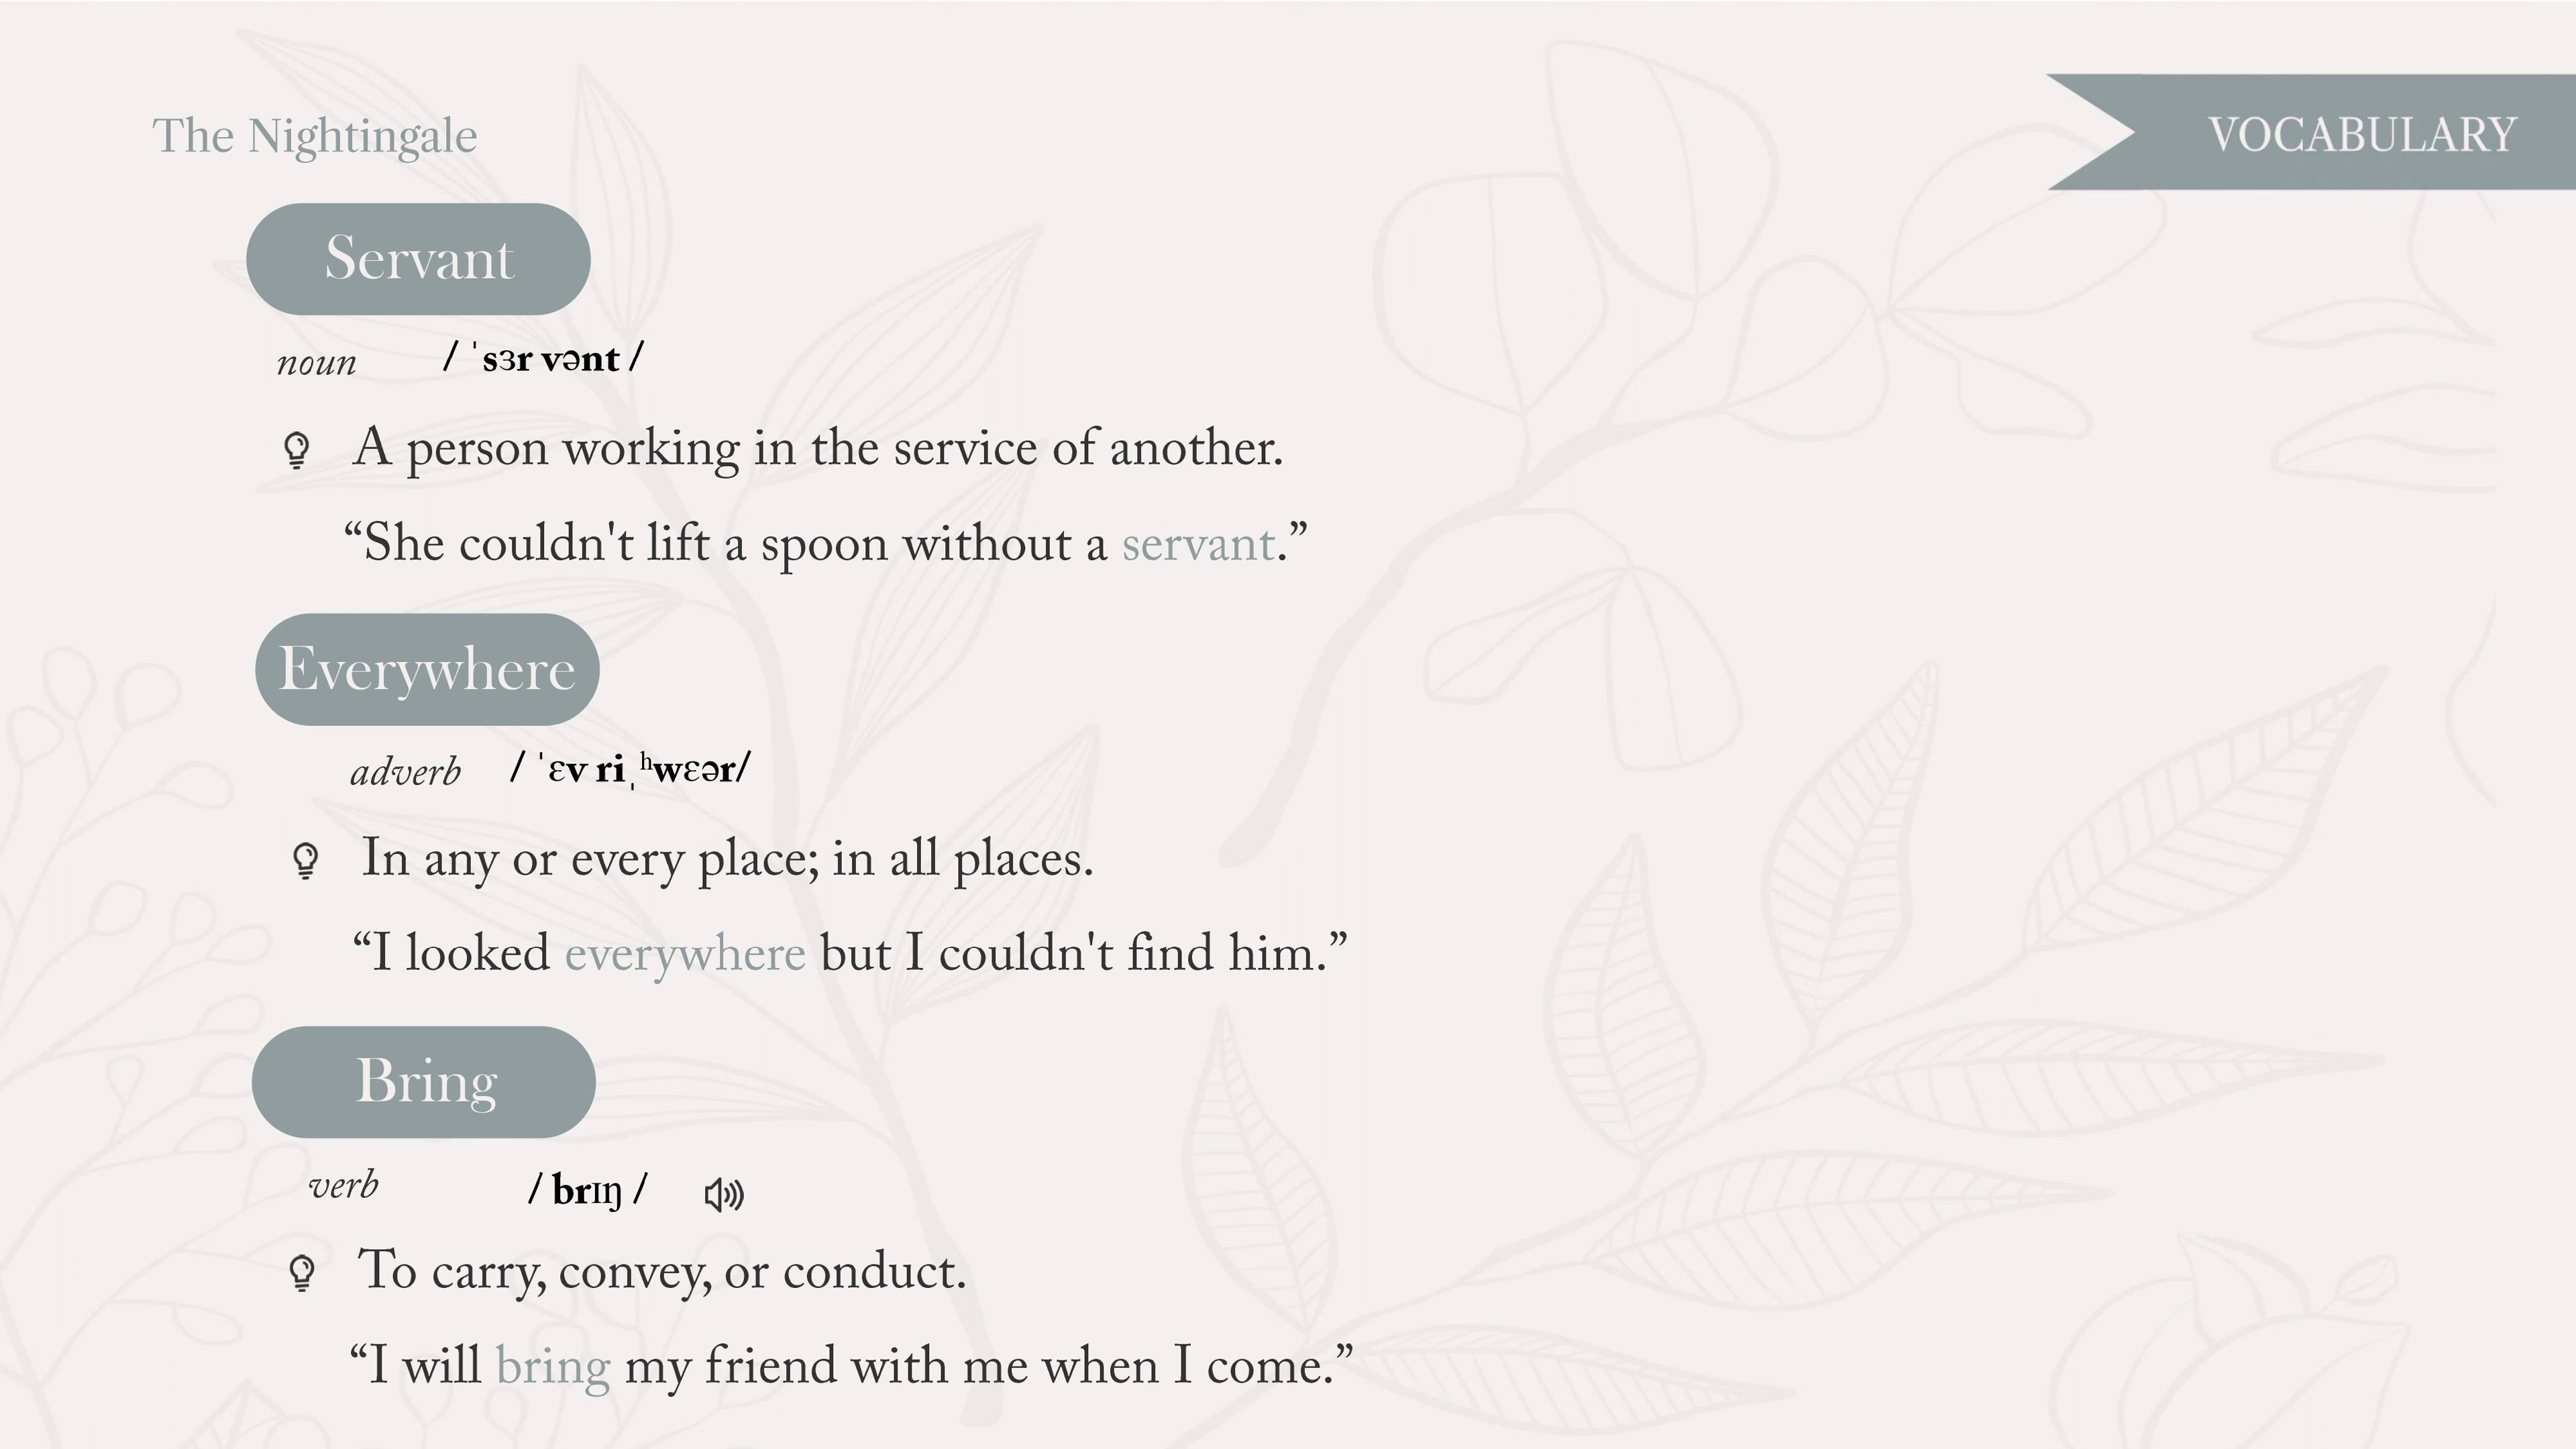 The Nightingale
VOCABULARY
Servant
noun / ˈsɜr vənt /
A person working in the service of another.
“She couldn't lift a spoon without a servant.”
Everywhere
adverb / ˈɛv riˌʰwɛər/
In any or every place; in all places.
“I looked everywhere but I couldn't find him.”
Bring
verb / brɪŋ /
To carry, convey, or conduct.
“I will bring my friend with me when I come.”